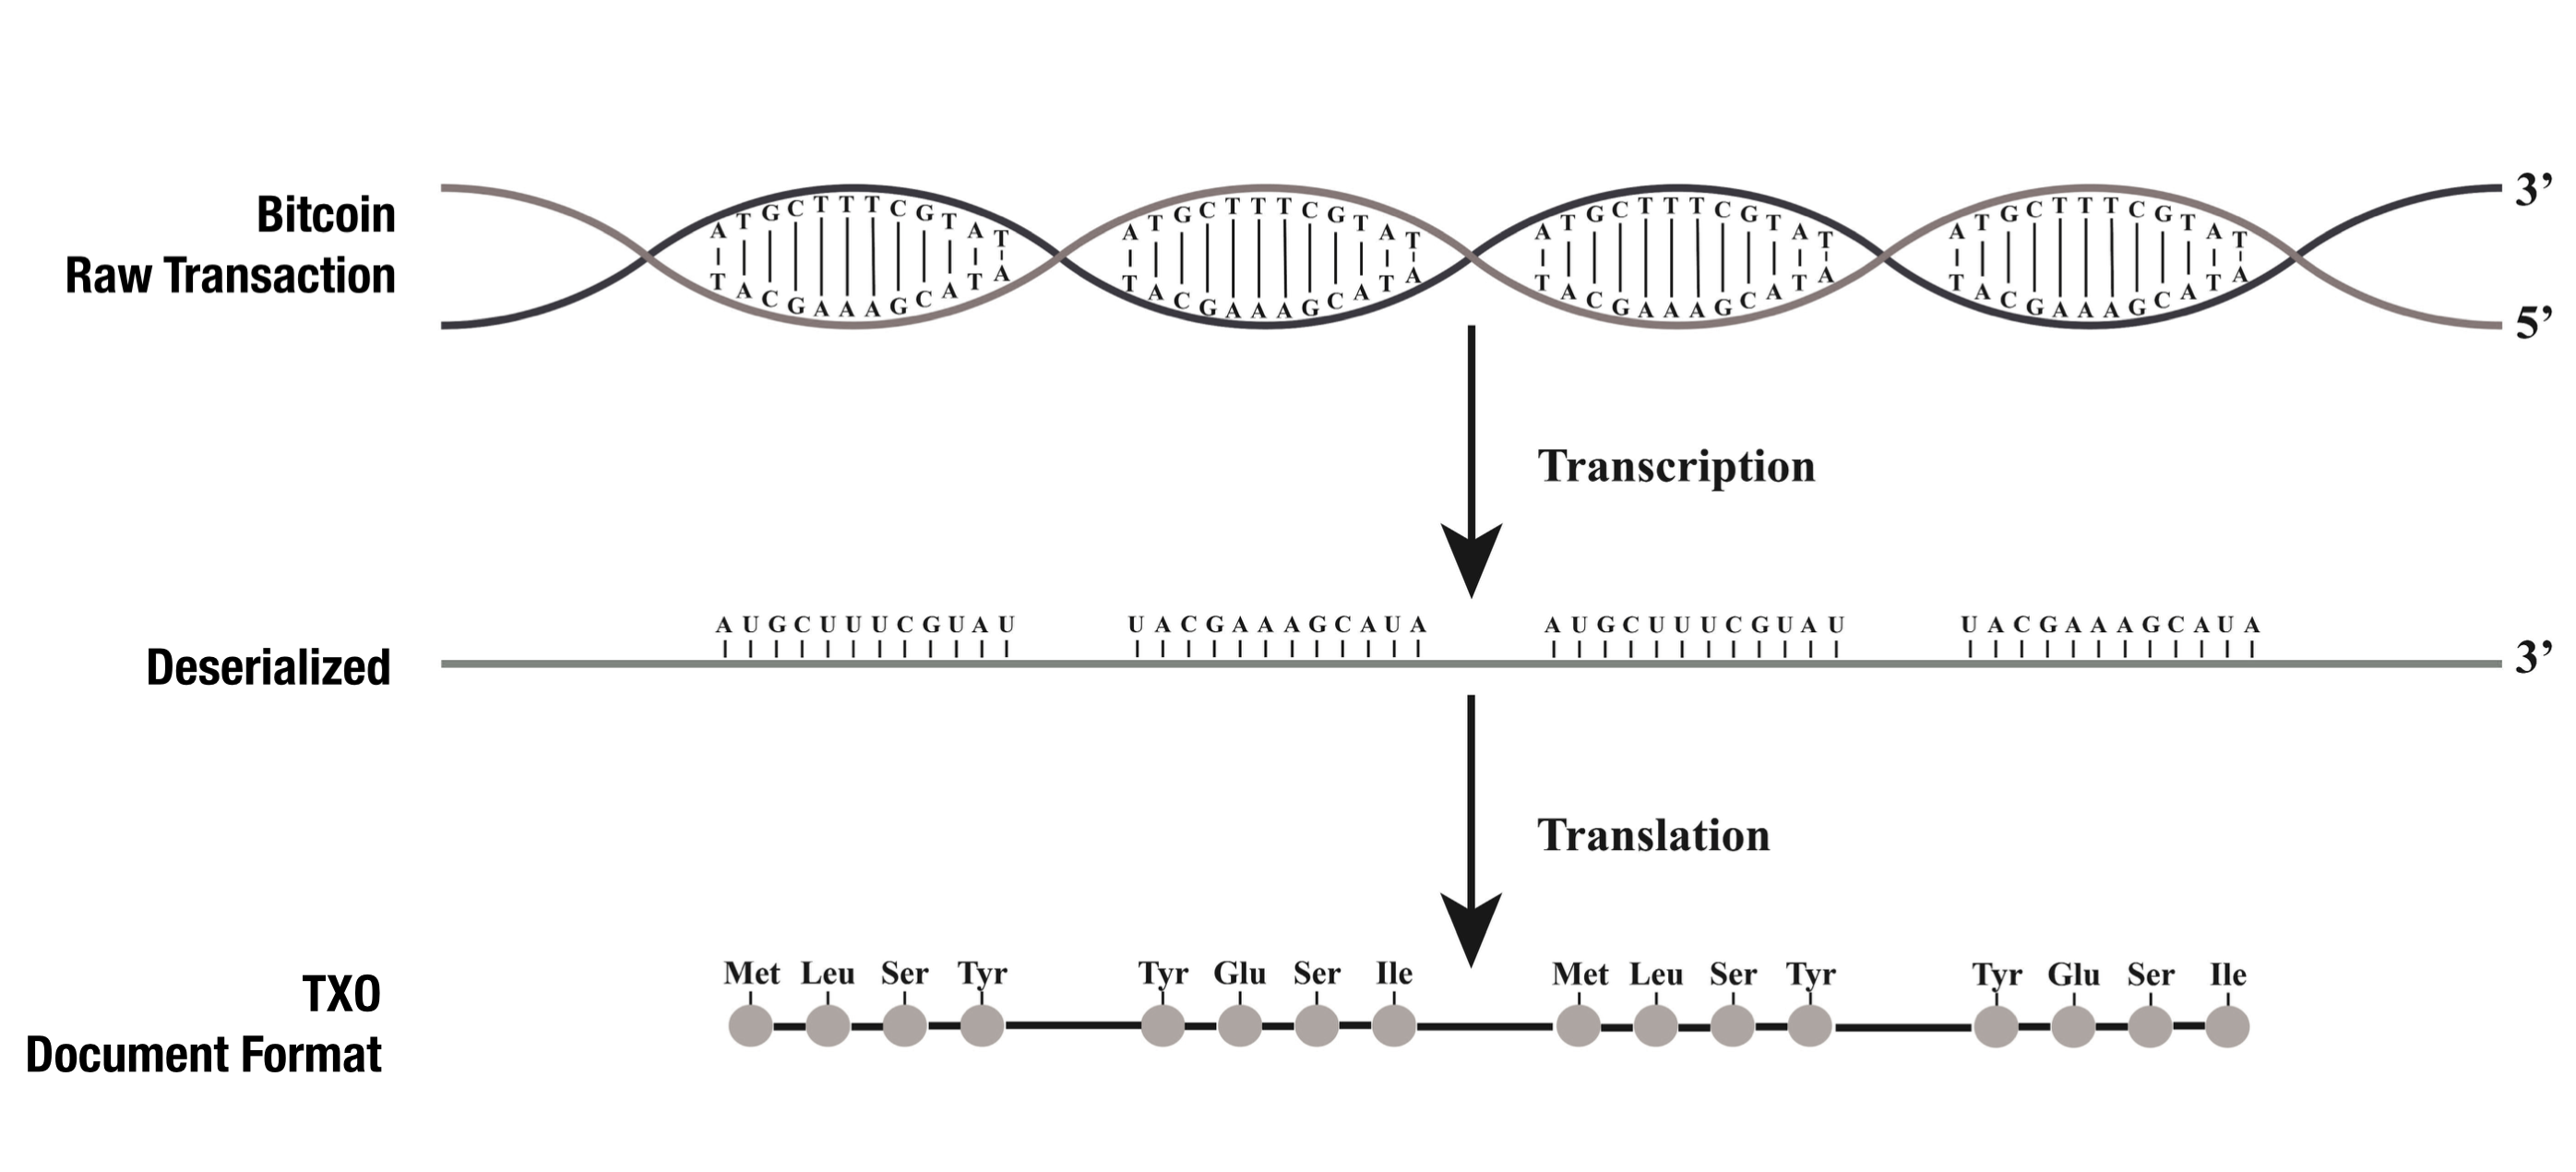 Bitcoin
Raw Transaction
A T G C T T T C G T A T
T A C G A A A G C A T A
A T G C T T T C G T A T
T A C G A A A G C A T A
A T G C T T T C G T A T
T A C G A A A G C A T A
A T G C T T T C G T A T
T A C G A A A G C A T A
3’
5’
Transcription
Deserialized
A U G C U U U C G U A U U A C G A A A G C A U A A U G C U U U C G U A U U A C G A A A G C A U A
3’
Translation
TXO
Document Format
Met Leu Ser Tyr Tyr Glu Ser Ile Met Leu Ser Tyr Tyr Glu Ser Ile